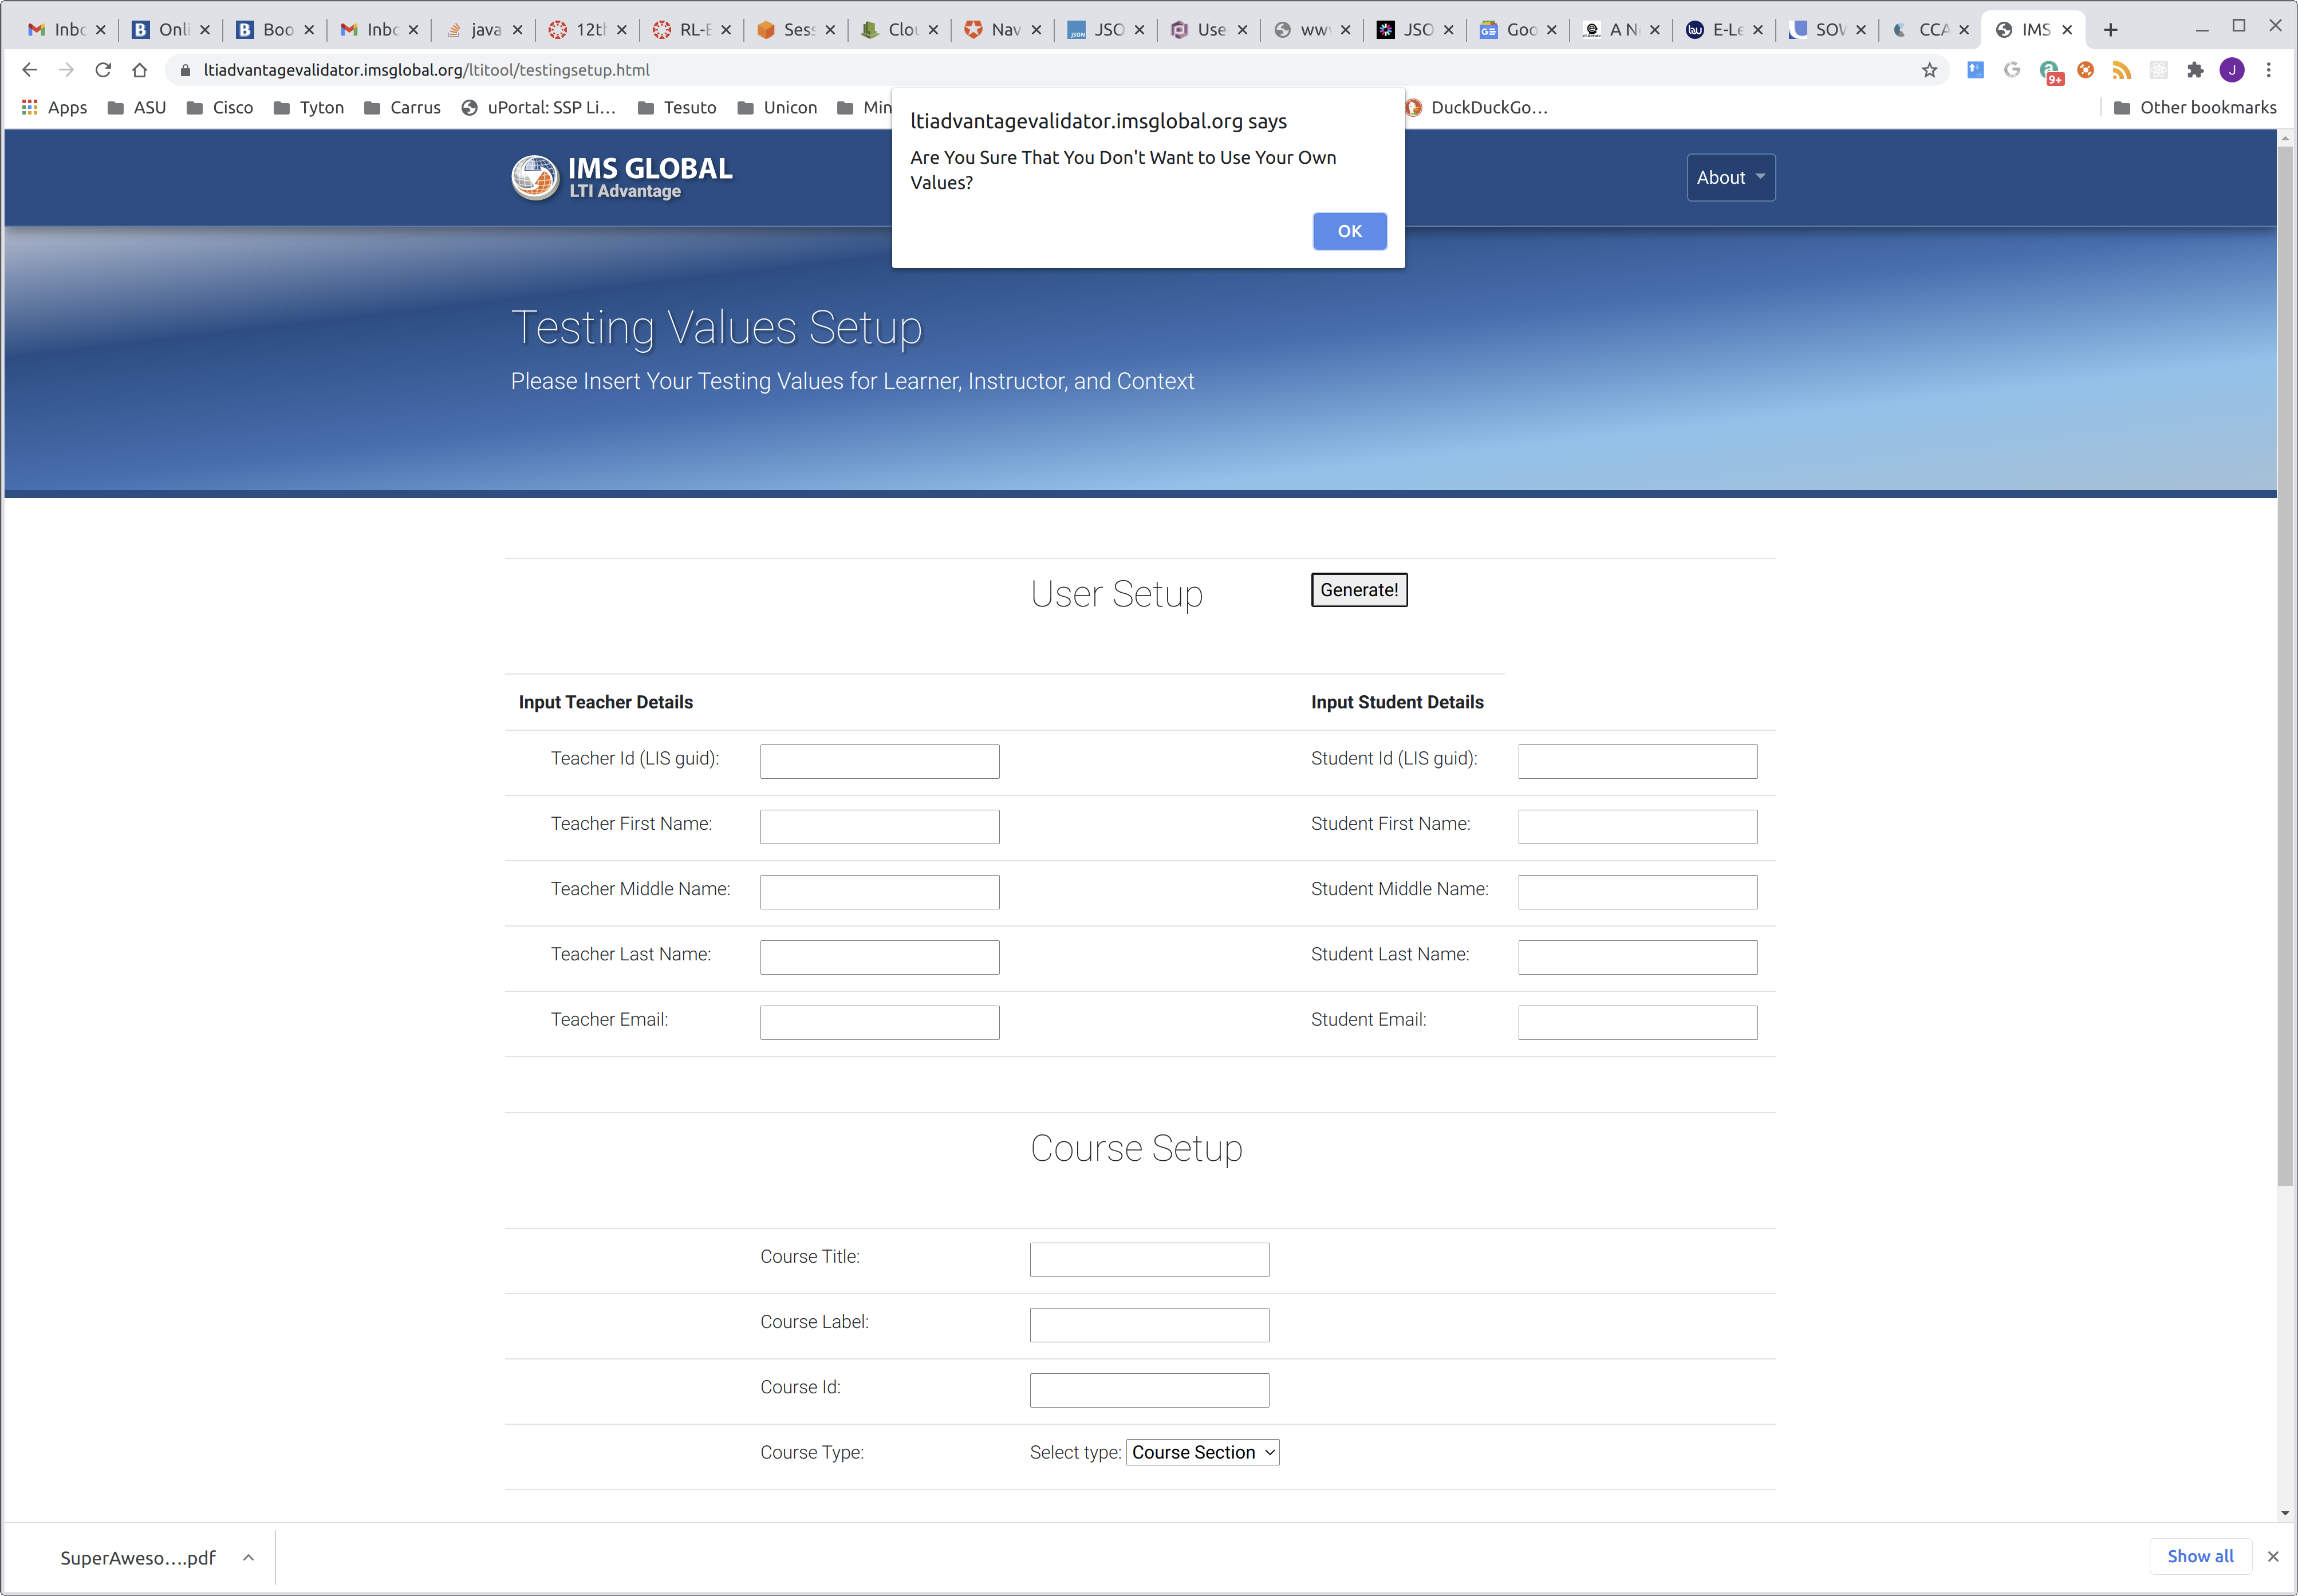 Inbc
Onli
Boo
Inbc
java
12th
RL-E
Sess
Clou
Nav
JSO
Use
ww
JSO
Goo
A N
E-Le
SOW
CCA
IMS
ltiadvantagevalidator.imsglobal.org/ltitool/testingsetup.html
9+
J
Apps
ASU
Cisco
Tyton
Carrus
uPortal: SSP Li...
Tesuto
Unicon
Min
DuckDuckGo...
Other bookmarks
ltiadvantagevalidator.imsglobal.org says
Are You Sure That You Don't Want to Use Your Own
Values?
OK
IMS GLOBAL
LTI Advantage
About
Testing Values Setup
Please Insert Your Testing Values for Learner, Instructor, and Context
User Setup
Generate!
Input Teacher Details
Input Student Details
Teacher Id (LIS guid):
Student Id (LIS guid):
Teacher First Name:
Student First Name:
Teacher Middle Name:
Student Middle Name:
Teacher Last Name:
Student Last Name:
Teacher Email:
Student Email:
Course Setup
Course Title:
Course Label:
Course Id:
Course Type:
Select type: Course Section
SuperAweso....pdf
Show all